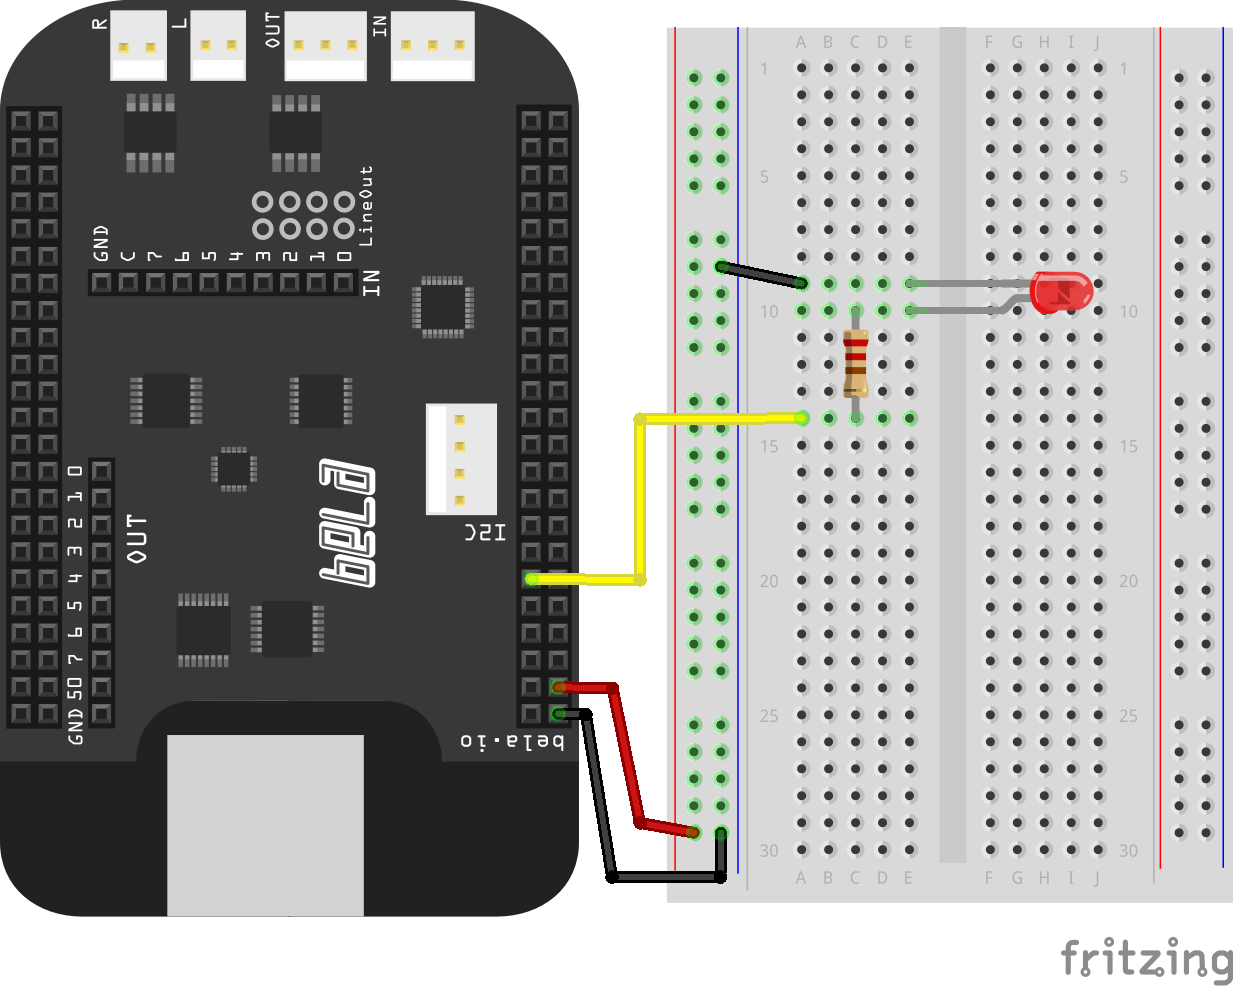 R
L
OUT
IN
LineOut
GND C 7 6 5 4 3 2 1 0
IN
0
1
2
3
4
5
6
7
50
GND
OUT
bela
I2C
bela.io
A B C D E F G H I J
1 1
5 5
10 10
15 15
20 20
25 25
30 30
A B C D E F G H I J
fritzing